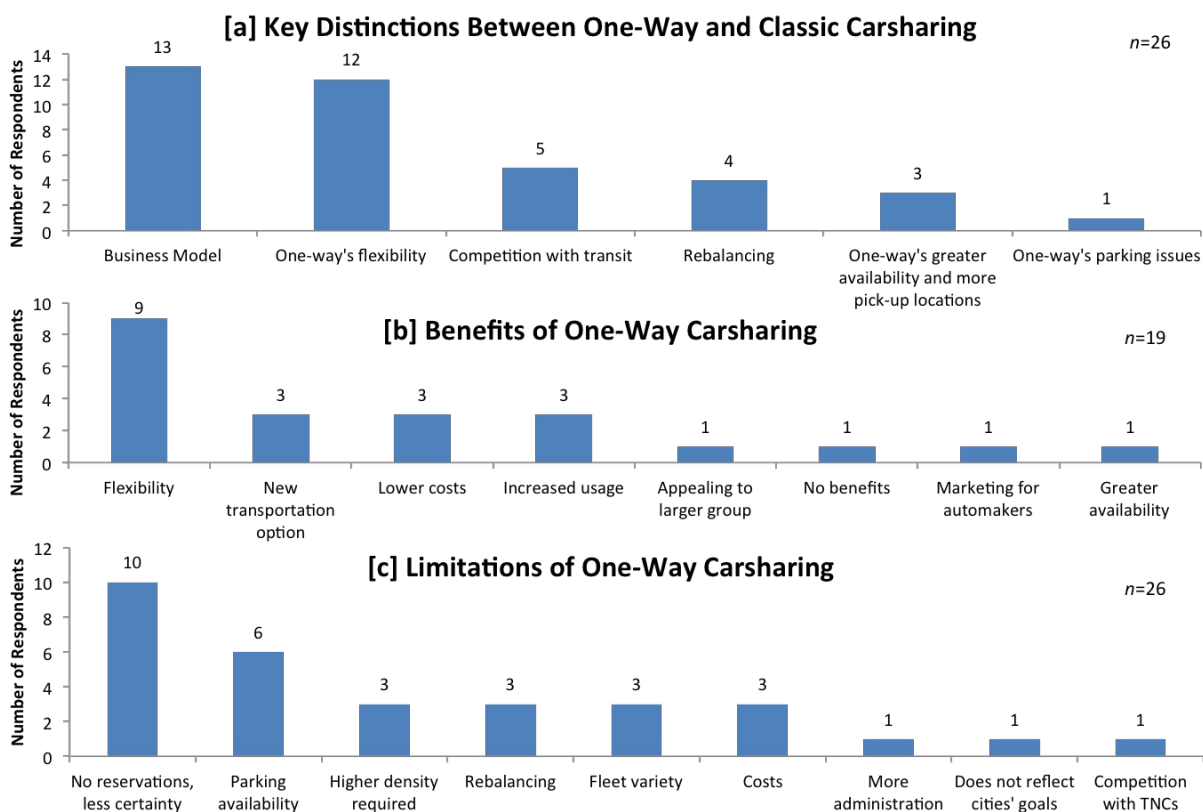 [a] Key Distinctions Between One-Way and Classic Carsharing
n=26
Number of Respondents
14
12
10
8
6
4
2
0
13
12
5
4
3
1
Business Model
One-way's flexibility
Competition with transit
Rebalancing
One-way's greater
availability and more
pick-up locations
One-way's parking issues
[b] Benefits of One-Way Carsharing
n=19
Number of Respondents
10
8
6
4
2
0
9
3
3
3
1
1
1
1
Flexibility
New
transportation
option
Lower costs
Increased usage
Appealing to
larger group
No benefits
Marketing for
automakers
Greater
availability
[c] Limitations of One-Way Carsharing
n=26
Number of Respondents
12
10
8
6
4
2
0
10
6
3
3
3
3
1
1
1
No reservations,
less certainty
Parking
availability
Higher density
required
Rebalancing
Fleet variety
Costs
More
administration
Does not reflect
cities' goals
Competition
with TNCs